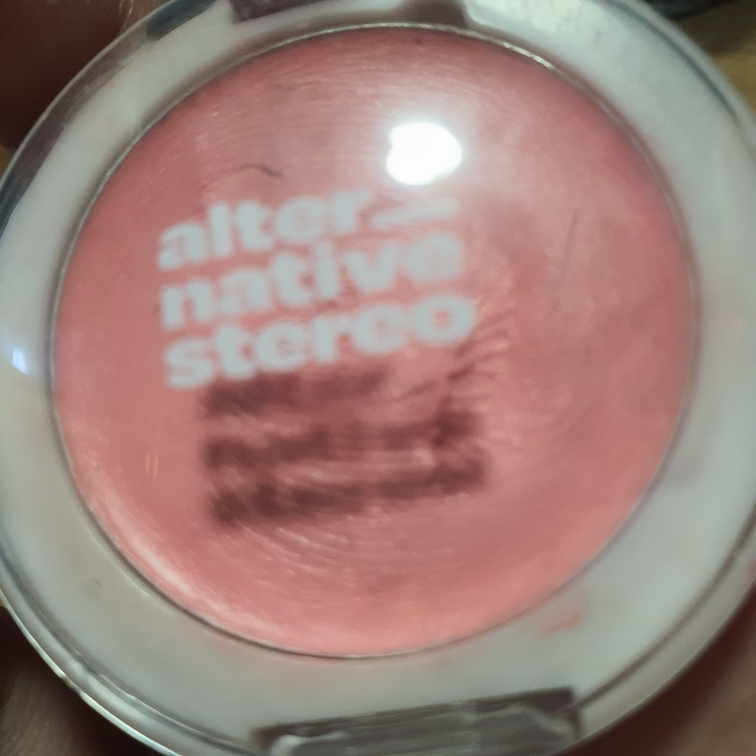 alter—
native
stereo